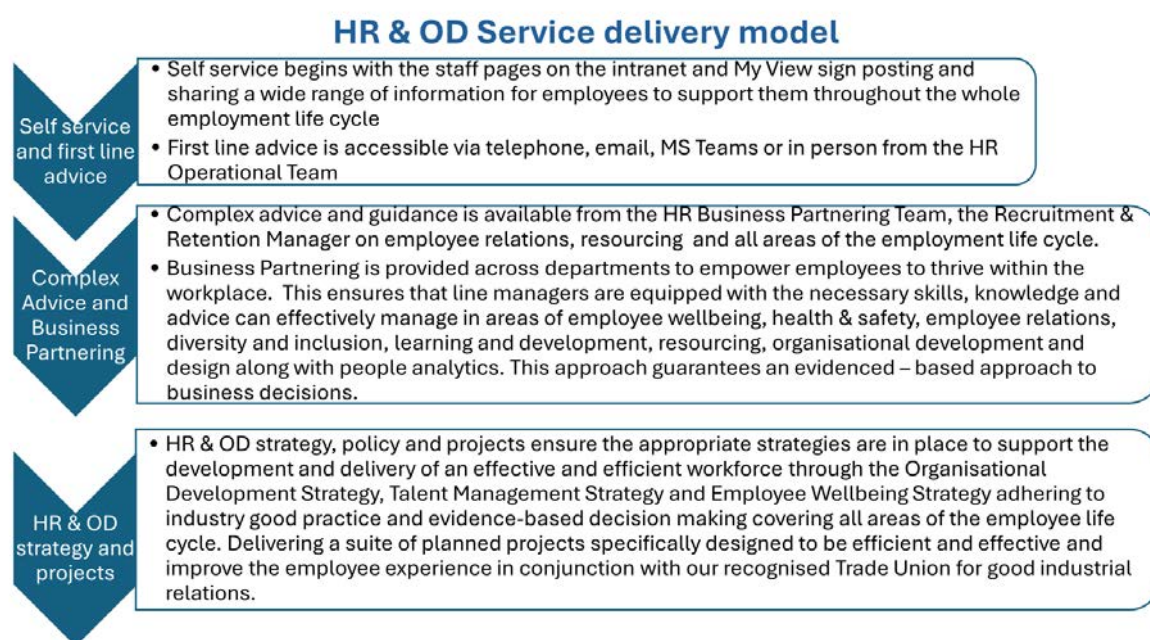 HR & OD Service delivery model
Self service
and first line
advice
• Self service begins with the staff pages on the intranet and My View sign posting and
sharing a wide range of information for employees to support them throughout the whole
employment life cycle
• First line advice is accessible via telephone, email, MS Teams or in person from the HR
Operational Team
Complex
Advice and
Business
Partnering
• Complex advice and guidance is available from the HR Business Partnering Team, the Recruitment &
Retention Manager on employee relations, resourcing and all areas of the employment life cycle.
• Business Partnering is provided across departments to empower employees to thrive within the
workplace. This ensures that line managers are equipped with the necessary skills, knowledge and
advice can effectively manage in areas of employee wellbeing, health & safety, employee relations,
diversity and inclusion, learning and development, resourcing, organisational development and
design along with people analytics. This approach guarantees an evidenced – based approach to
business decisions.
HR & OD
strategy and
projects
• HR & OD strategy, policy and projects ensure the appropriate strategies are in place to support the
development and delivery of an effective and efficient workforce through the Organisational
Development Strategy, Talent Management Strategy and Employee Wellbeing Strategy adhering to
industry good practice and evidence-based decision making covering all areas of the employee life
cycle. Delivering a suite of planned projects specifically designed to be efficient and effective and
improve the employee experience in conjunction with our recognised Trade Union for good industrial
relations.